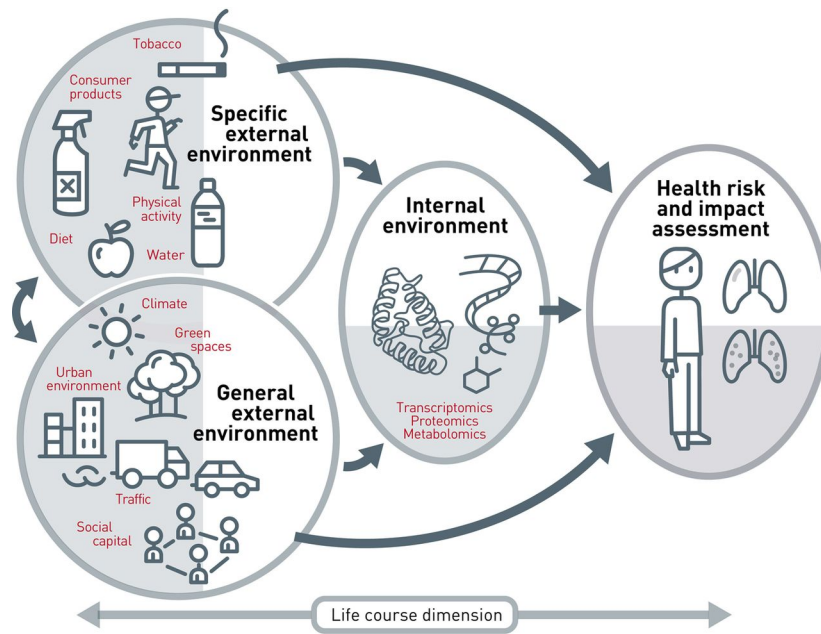 Tobacco
Consumer
products
Specific
external
environment
Physical
activity
Diet
Water
Climate
Green
spaces
Urban
environment
General
external
environment
Traffic
Social
capital
Internal
environment
Transcriptomics
Proteomics
Metabolomics
Health risk
and impact
assessment
Life course dimension